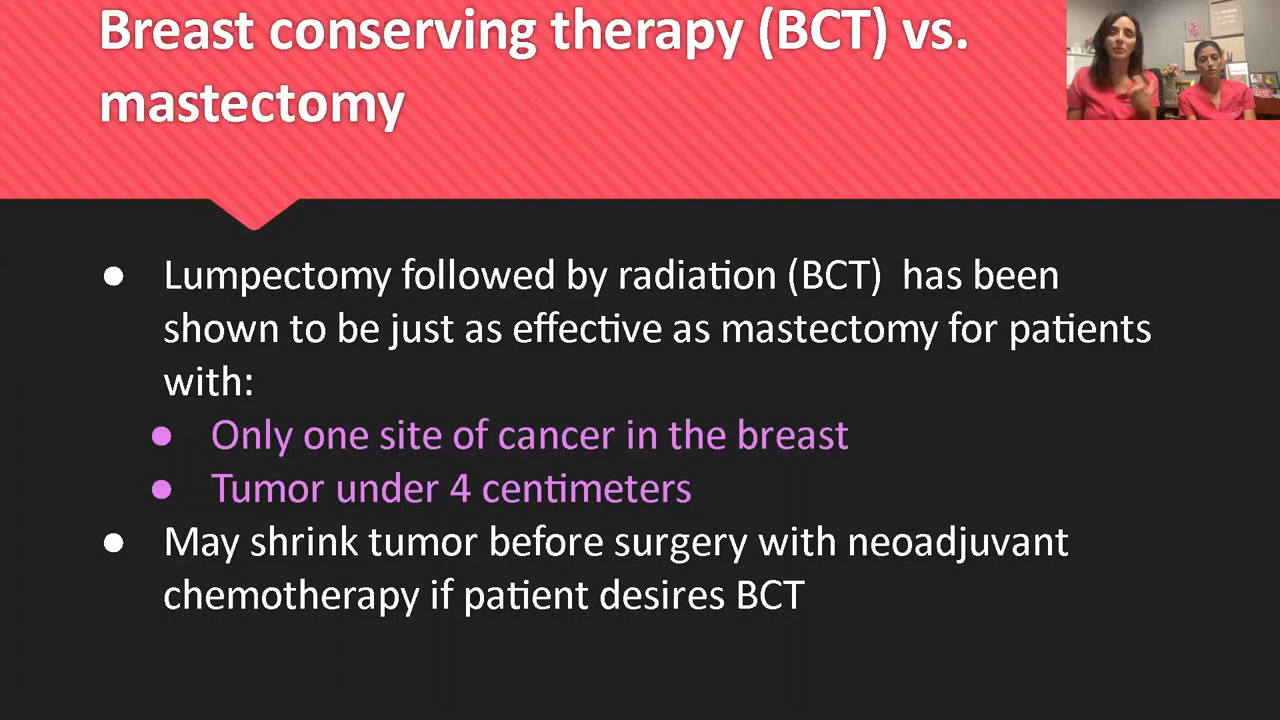 Breast conserving therapy (BCT) vs.
mastectomy
● Lumpectomy followed by radiation (BCT)  has been
shown to be just as effective as mastectomy for patients
with:
● Only one site of cancer in the breast
● Tumor under 4 centimeters
● May shrink tumor before surgery with neoadjuvant
chemotherapy if patient desires BCT